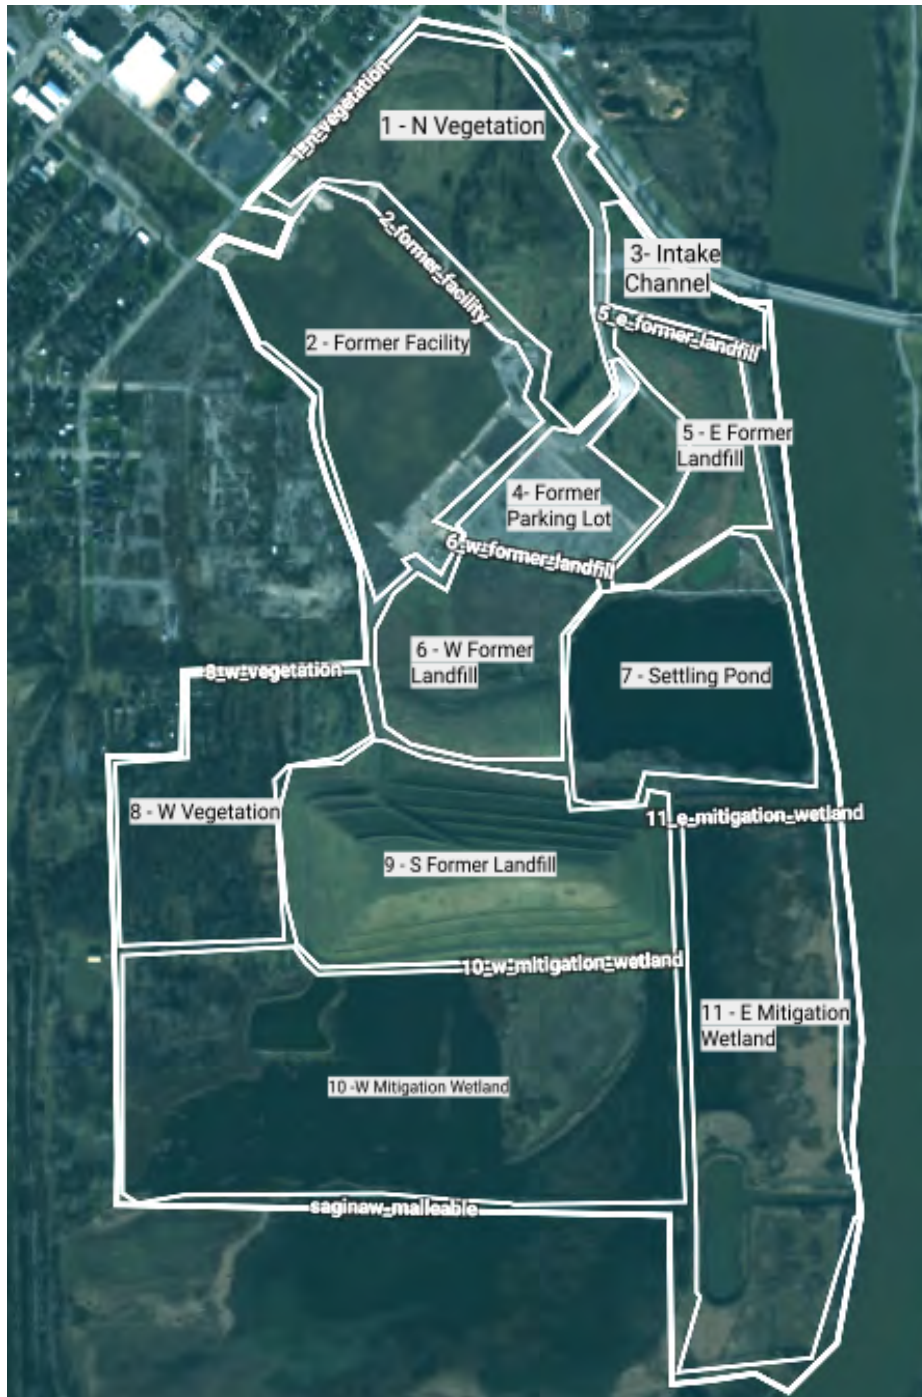 1_n_vegetation
1 - N Vegetation
2_former_facility
3- Intake
Channel
5_e_former_landfill
2 - Former Facility
5 - E Former
Landfill
4- Former
Parking Lot
6_w_former_landfill
6 - W Former
Landfill
8_w_vegetation
7 - Settling Pond
8 - W Vegetation
11_e_mitigation_wetland
9 - S Former Landfill
10_w_mitigation_wetland
11 - E Mitigation
Wetland
10 -W Mitigation Wetland
saginaw_malleable